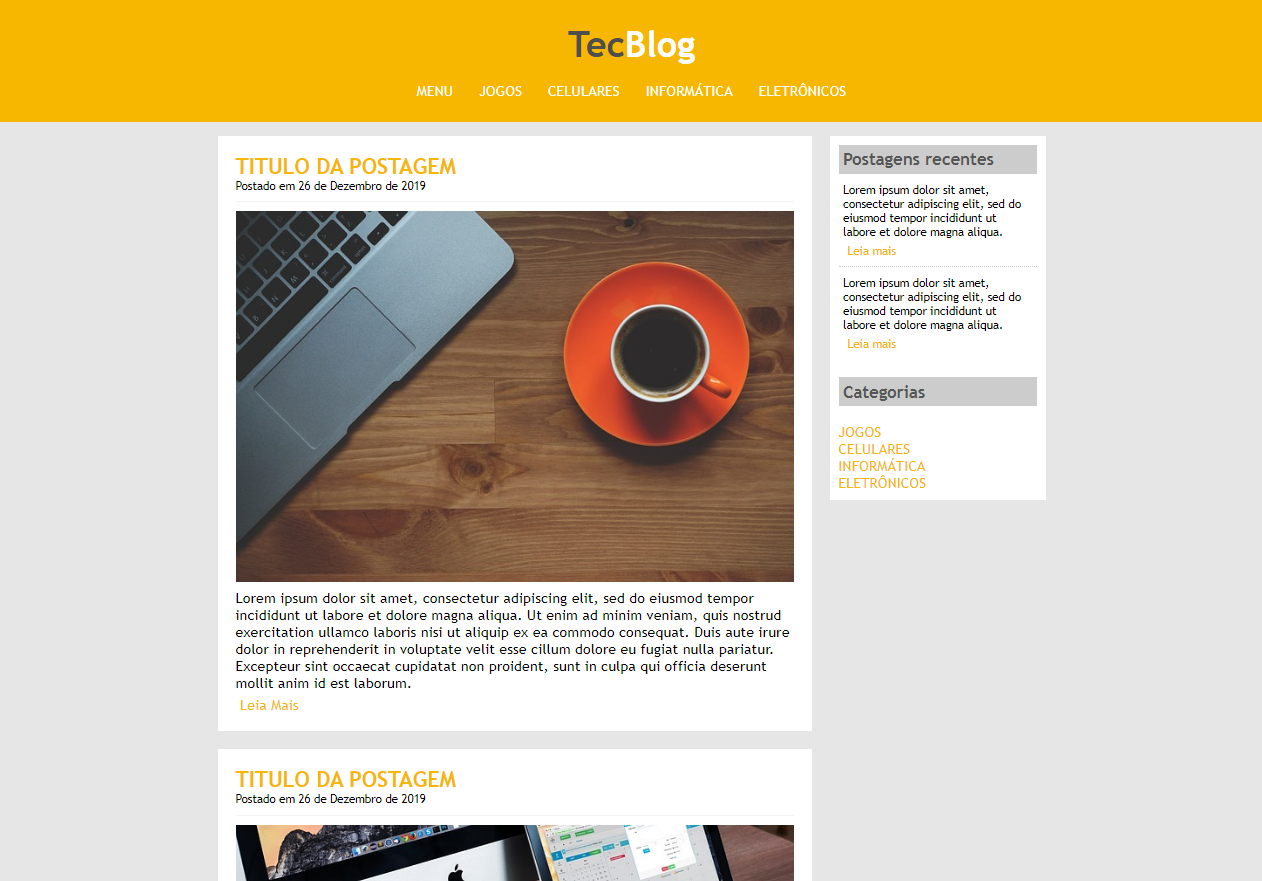 TecBlog
MENU JOGOS CELULARES INFORMÁTICA ELETRÔNICOS
TITULO DA POSTAGEM
Postado em 26 de Dezembro de 2019
Lorem ipsum dolor sit amet, consectetur adipiscing elit, sed do eiusmod tempor
incididunt ut labore et dolore magna aliqua. Ut enim ad minim veniam, quis nostrud
exercitation ullamco laboris nisi ut aliquip ex ea commodo consequat. Duis aute irure
dolor in reprehenderit in voluptate velit esse cillum dolore eu fugiat nulla pariatur.
Excepteur sint occaecat cupidatat non proident, sunt in culpa qui officia deserunt
mollit anim id est laborum.
Leia Mais
TITULO DA POSTAGEM
Postado em 26 de Dezembro de 2019
Postagens recentes
Lorem ipsum dolor sit amet,
consectetur adipiscing elit, sed do
eiusmod tempor incididunt ut
labore et dolore magna aliqua.
Leia mais
Lorem ipsum dolor sit amet,
consectetur adipiscing elit, sed do
eiusmod tempor incididunt ut
labore et dolore magna aliqua.
Leia mais
Categorias
JOGOS
CELULARES
INFORMÁTICA
ELETRÔNICOS